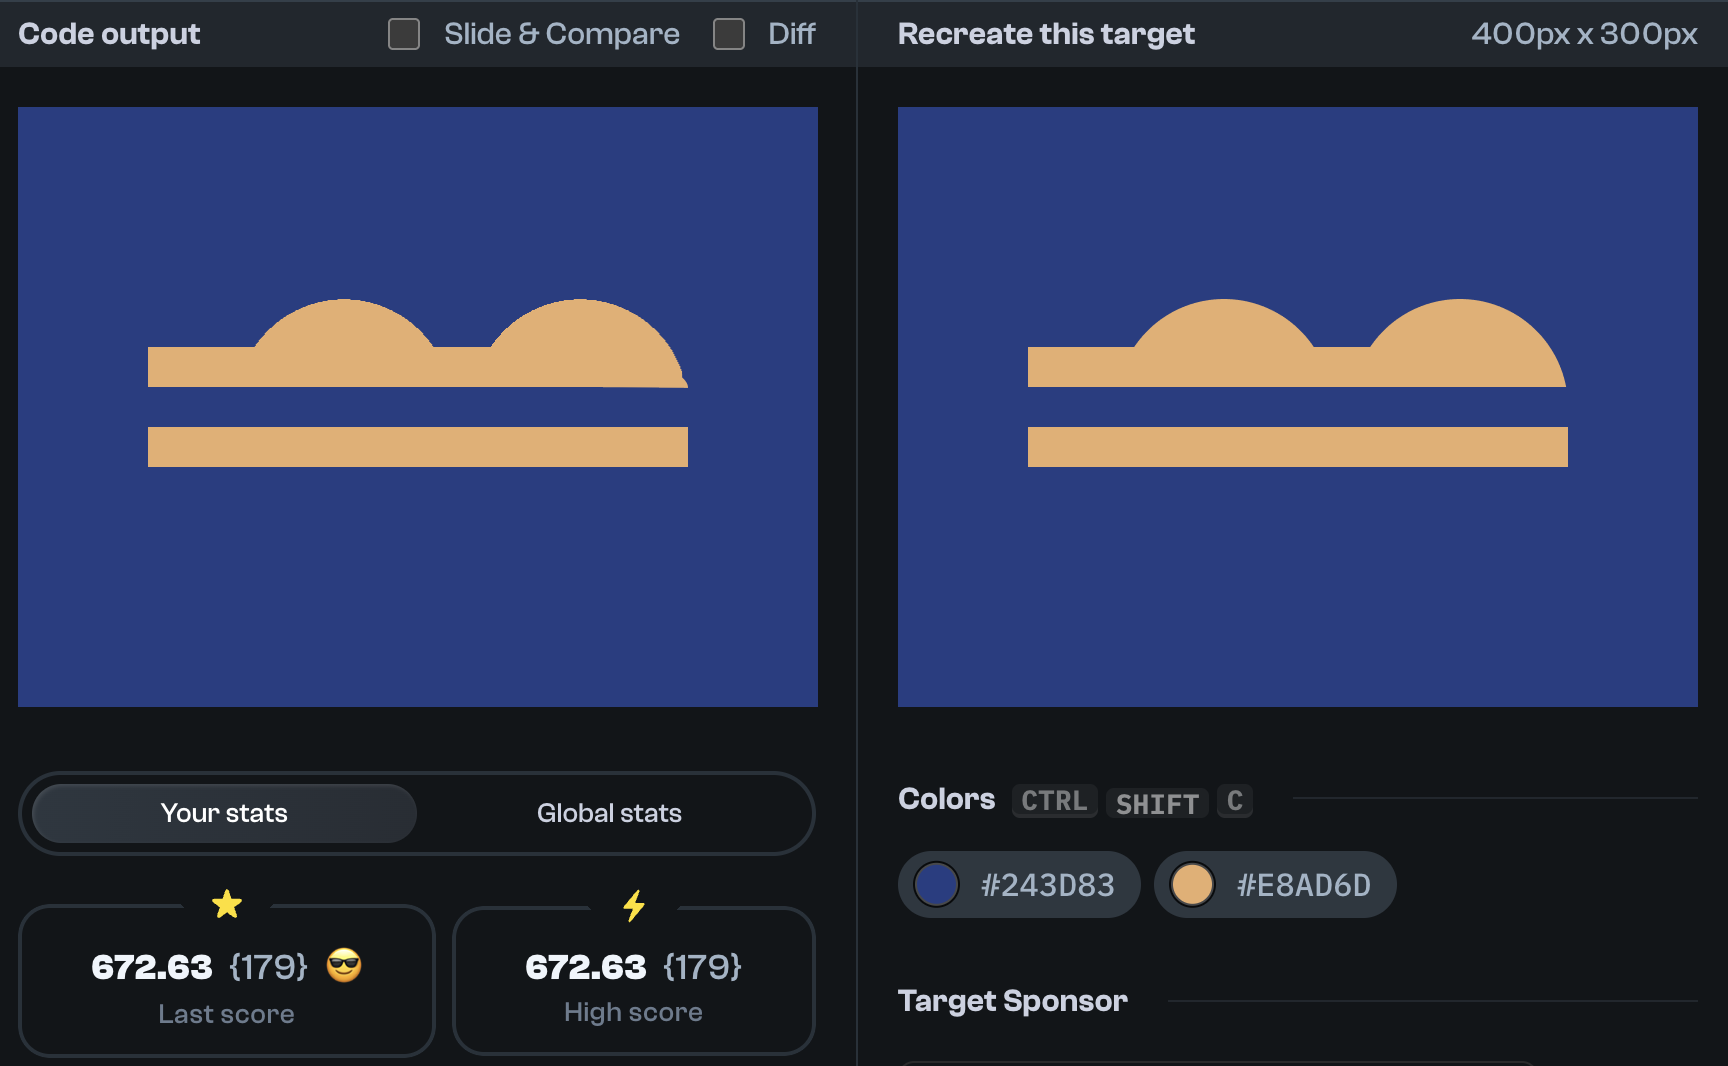 Code output
Slide & Compare
Diff
Recreate this target
400px x 300px
Your stats
Global stats
672.63 {179}
Last score
672.63 {179}
High score
Colors CTRL SHIFT C
#243D83
#E8AD6D
Target Sponsor